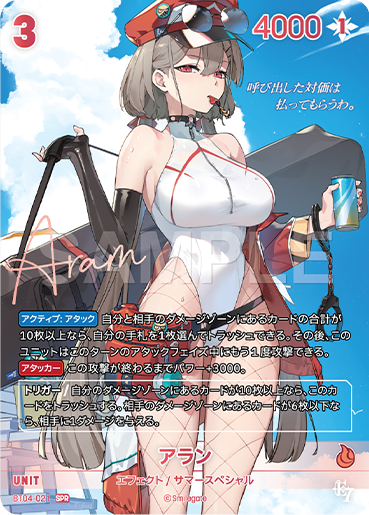 3
4000
1
呼び出した対価は
払ってもらうわ。
SAMPLE
Aram
アクティブ:アタック 自分と相手のダメージゾーンにあるカードの合計が
10枚以上なら、自分の手札を1枚選んでトラッシュできる。その後、この
ユニットはこのターンのアタックフェイズ中にもう1度攻撃できる。
アタッカー この攻撃が終わるまでパワー+3000。
トリガー 自分のダメージゾーンにあるカードが10枚以上なら、このカ
ードをトラッシュする。相手のダメージゾーンにあるカードが6枚以下な
ら、相手に1ダメージを与える。
アラン
UNIT
エフェクト / サマースペシャル
BT04-021 SPR
©Smilegate